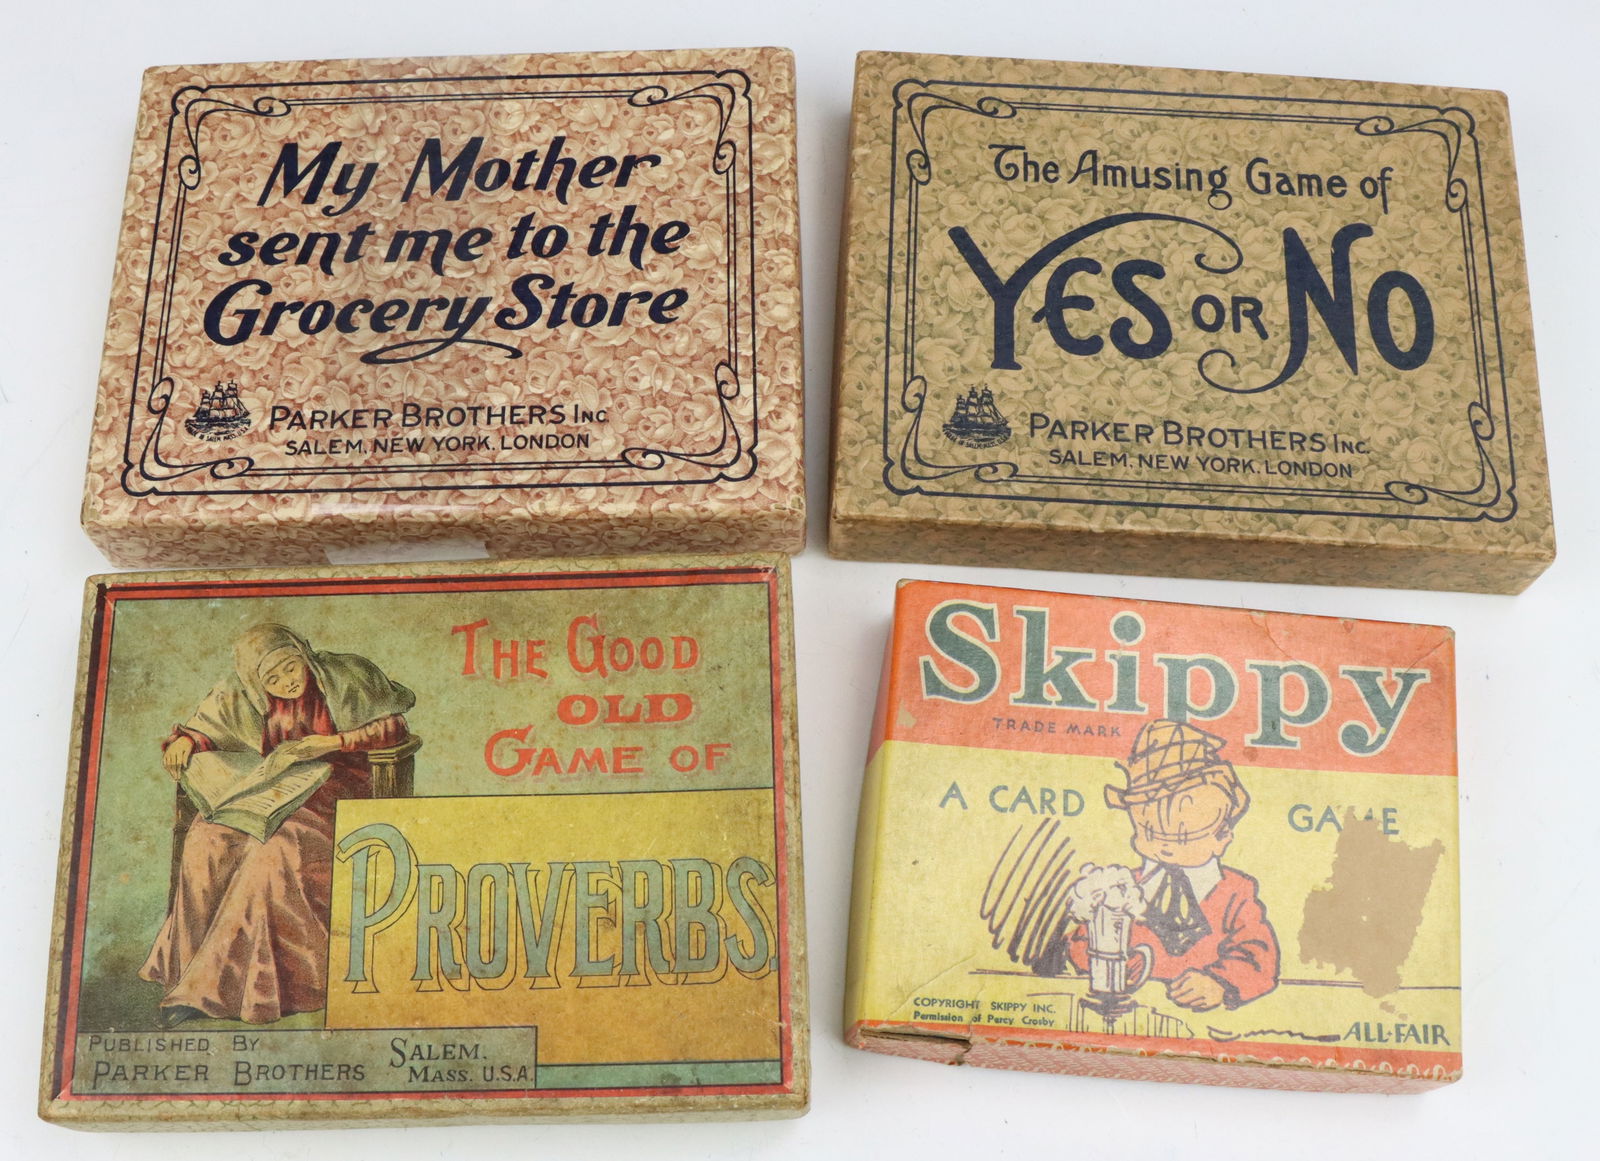 My Mother
sent me to the
Grocery Store
PARKER BROTHERS INC
SALEM, NEW YORK, LONDON
The Amusing Game of
YES OR NO
PARKER BROTHERS INC.
SALEM, NEW YORK, LONDON
THE GOOD
OLD
GAME OF
PROVERBS.
PUBLISHED BY
PARKER BROTHERS
SALEM,
MASS. U.S.A.
Skippy
TRADE MARK
A CARD GAME
COPYRIGHT SKIPPY INC.
Permission of Percy Crosby
ALL-FAIR